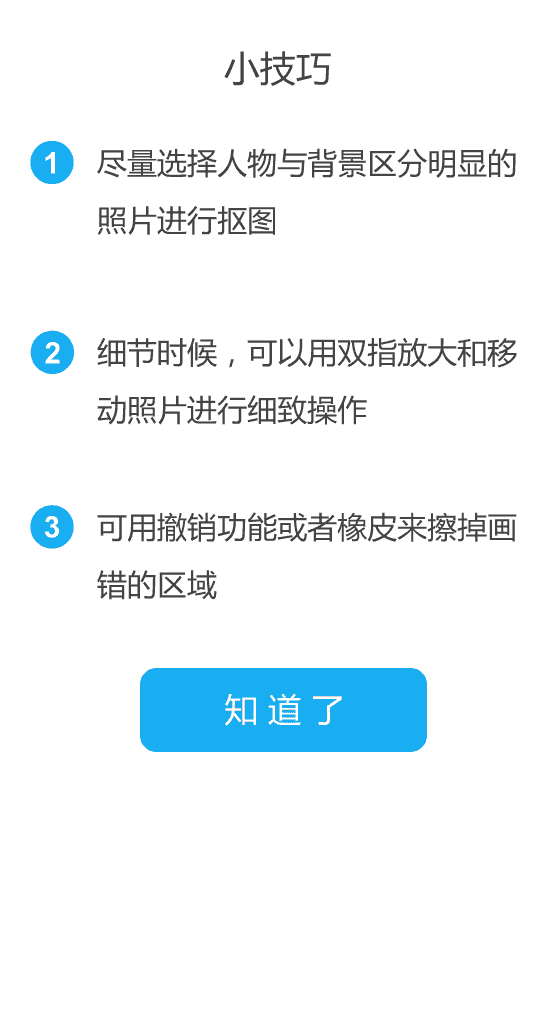 小技巧
1 尽量选择人物与背景区分明显的
照片进行抠图
2 细节时候，可以用双指放大和移
动照片进行细致操作
3 可用撤销功能或者橡皮来擦掉画
错的区域
知道了